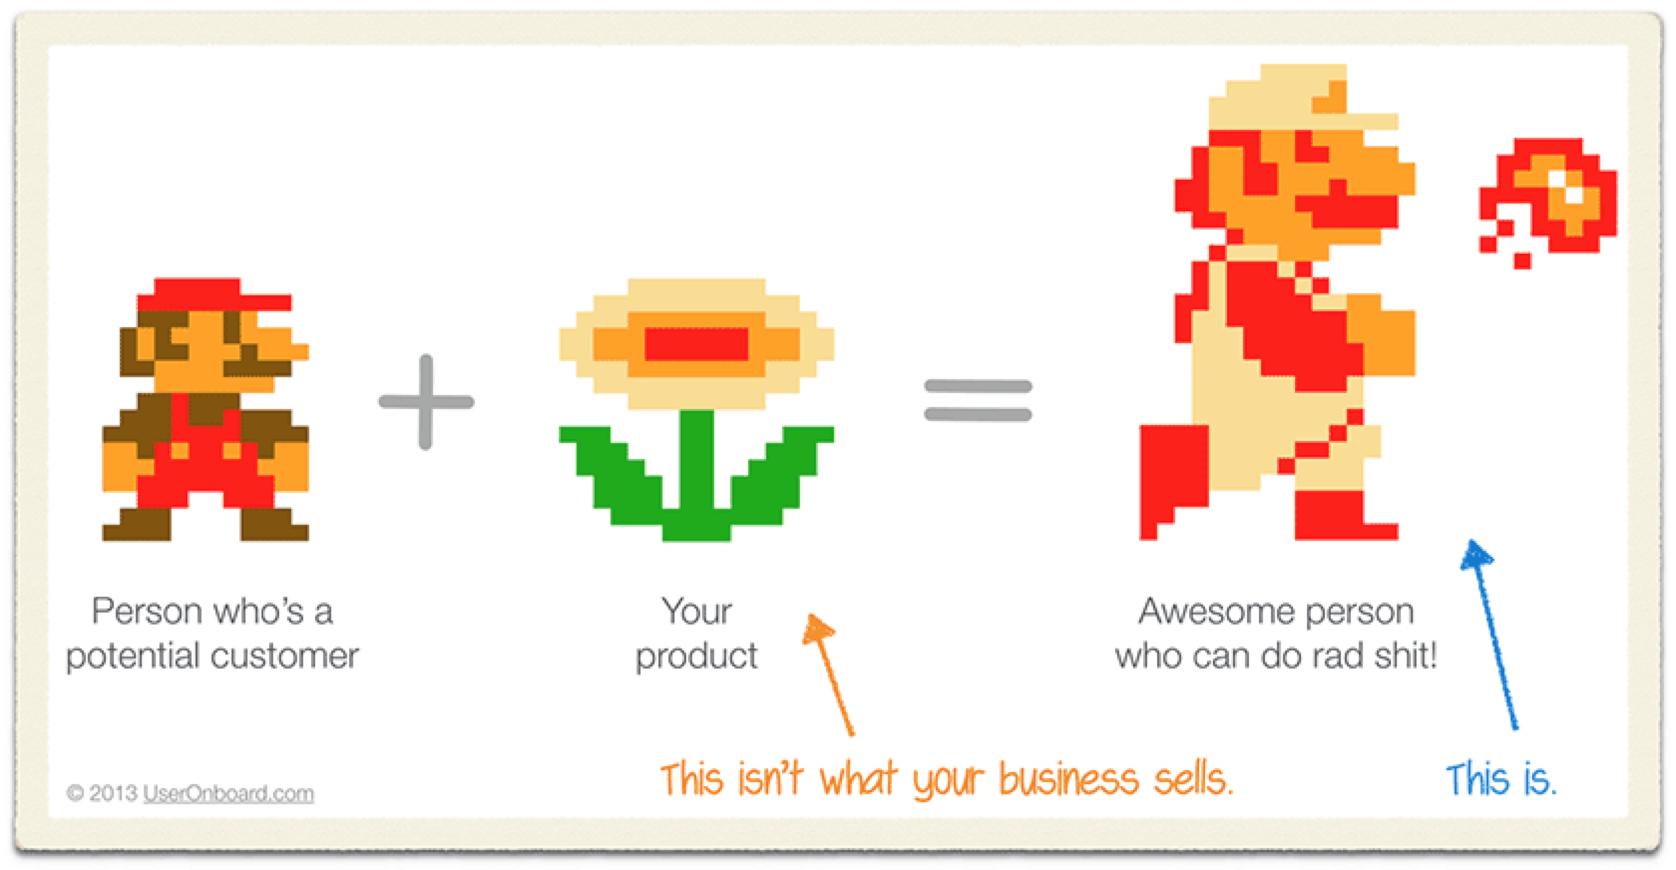 Person who's a
potential customer
Your
product
Awesome person
who can do rad shit!
This isn't what your business sells.
This is.
© 2013 UserOnboard.com